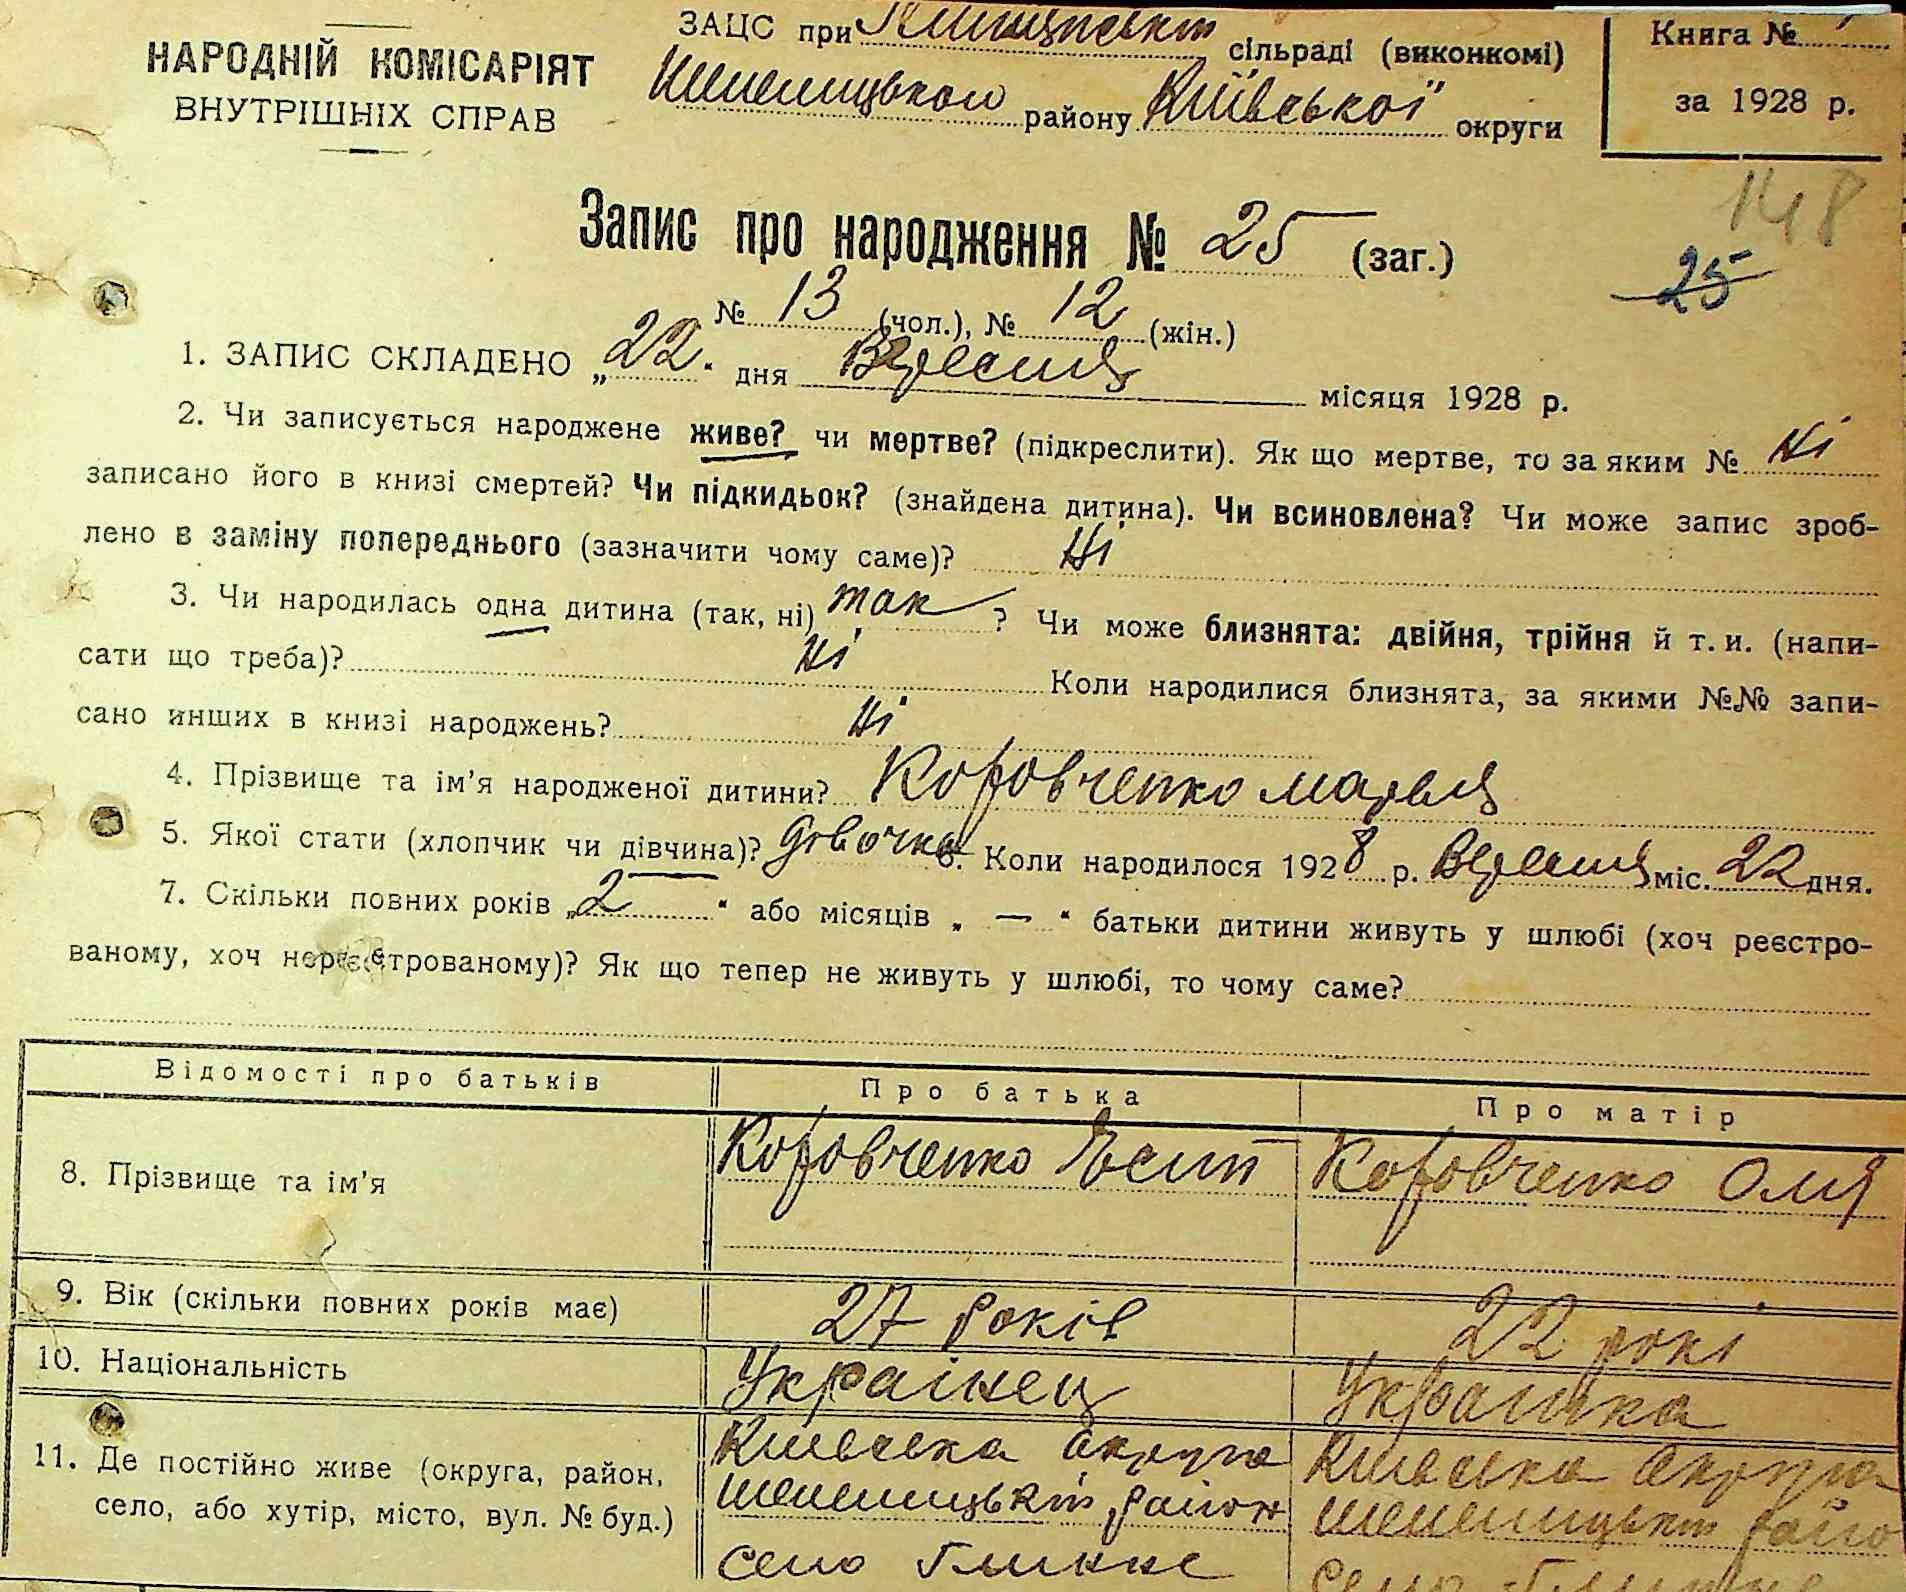 ЗАЦС при сільраді (виконкомі)
НАРОДНІЙ КОМІСАРІЯТ
ВНУТРІШНІХ СПРАВ
району Київської округи
Книга №
за 1928 р.
148
Запис про народження № 25 (заг.)
25
№ 13 (чол.), № 12 (жін.)
1. ЗАПИС СКЛАДЕНО „22“ дня Вересня місяця 1928 р.
2. Чи записується народжене живе? чи мертве? (підкреслити). Як що мертве, то за яким № Ні
записано його в книзі смертей? Чи підкидьок? (знайдена дитина). Чи всиновлена? Чи може запис зроб-
лено в заміну попереднього (зазначити чому саме)? Ні
3. Чи народилась одна дитина (так, ні) так ? Чи може близнята: двійня, трійня й т. и. (напи-
сати що треба)? Ні Коли народилися близнята, за якими №№ запи-
сано инших в книзі народжень? Ні
4. Прізвище та ім’я народженої дитини? Коровченко
5. Якої стати (хлопчик чи дівчина)? Дівочка 6. Коли народилося 1928 р. Вересня міс. 22 дня.
7. Скільки повних років „2“ або місяців „ — “ батьки дитини живуть у шлюбі (хоч реєстро-
ваному, хоч нереєстрованому)? Як що тепер не живуть у шлюбі, то чому саме?
Відомості про батьків Про батька Про матір
8. Прізвище та ім’я Коровченко Коровченко Оля
9. Вік (скільки повних років має) 27 років 22 рокі
10. Національність Українец Українка
11. Де постійно живе (округа, район,
село, або хутір, місто, вул. № буд.)
Киевска Округа Киевска Округа
район
село село